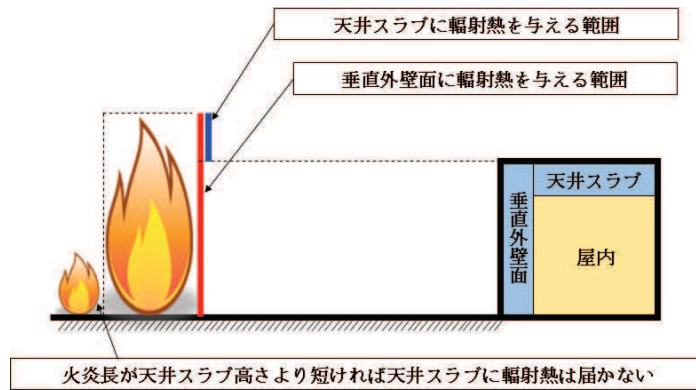 天井スラブに輻射熱を与える範囲
垂直外壁面に輻射熱を与える範囲
天井スラブ
垂直外壁面
屋内
火炎長が天井スラブ高さより短ければ天井スラブに輻射熱は届かない